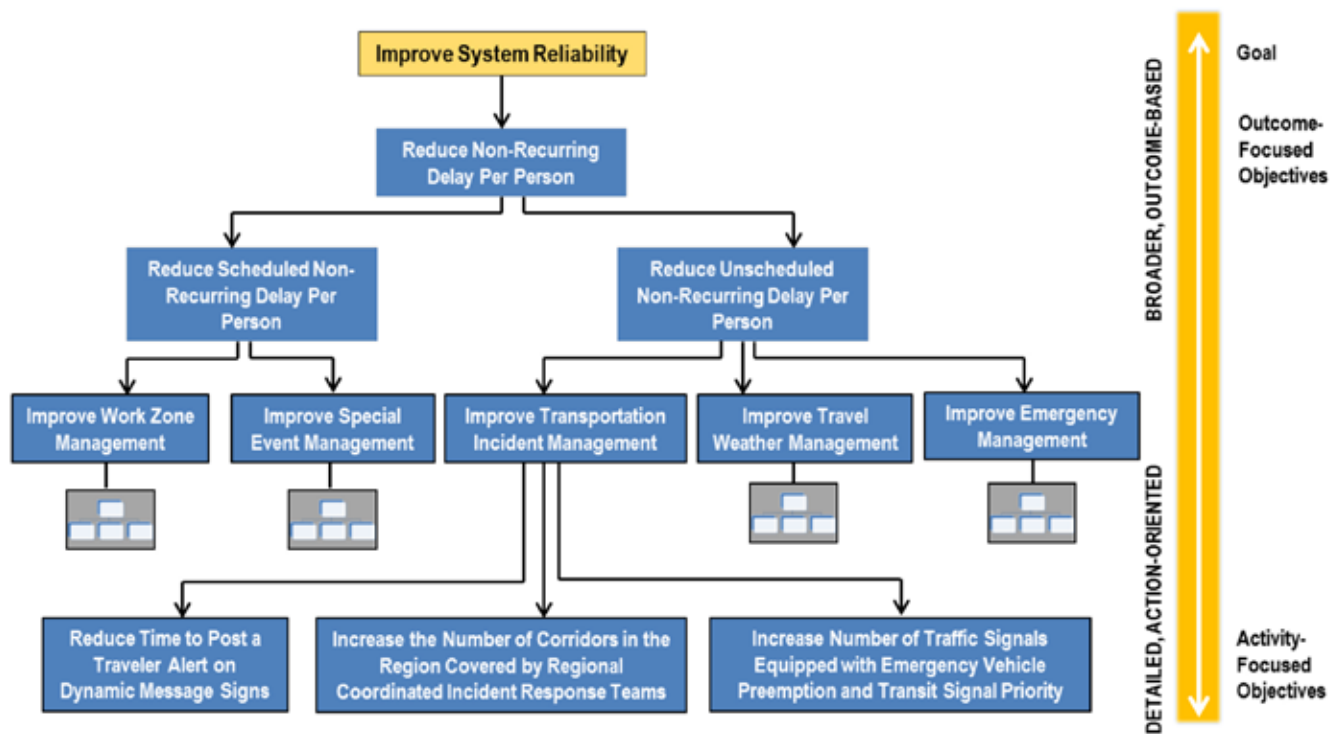 Improve System Reliability
Goal
Reduce Non-Recurring
Delay Per Person
Outcome-
Focused
Objectives
BROADER, OUTCOME-BASED
Reduce Scheduled Non-
Recurring Delay Per
Person
Reduce Unscheduled
Non-Recurring Delay Per
Person
Improve Work Zone
Management
Improve Special
Event Management
Improve Transportation
Incident Management
Improve Travel
Weather Management
Improve Emergency
Management
DETAILED, ACTION-ORIENTED
Reduce Time to Post a
Traveler Alert on
Dynamic Message Signs
Increase the Number of Corridors in the
Region Covered by Regional
Coordinated Incident Response Teams
Increase Number of Traffic Signals
Equipped with Emergency Vehicle
Preemption and Transit Signal Priority
Activity-
Focused
Objectives